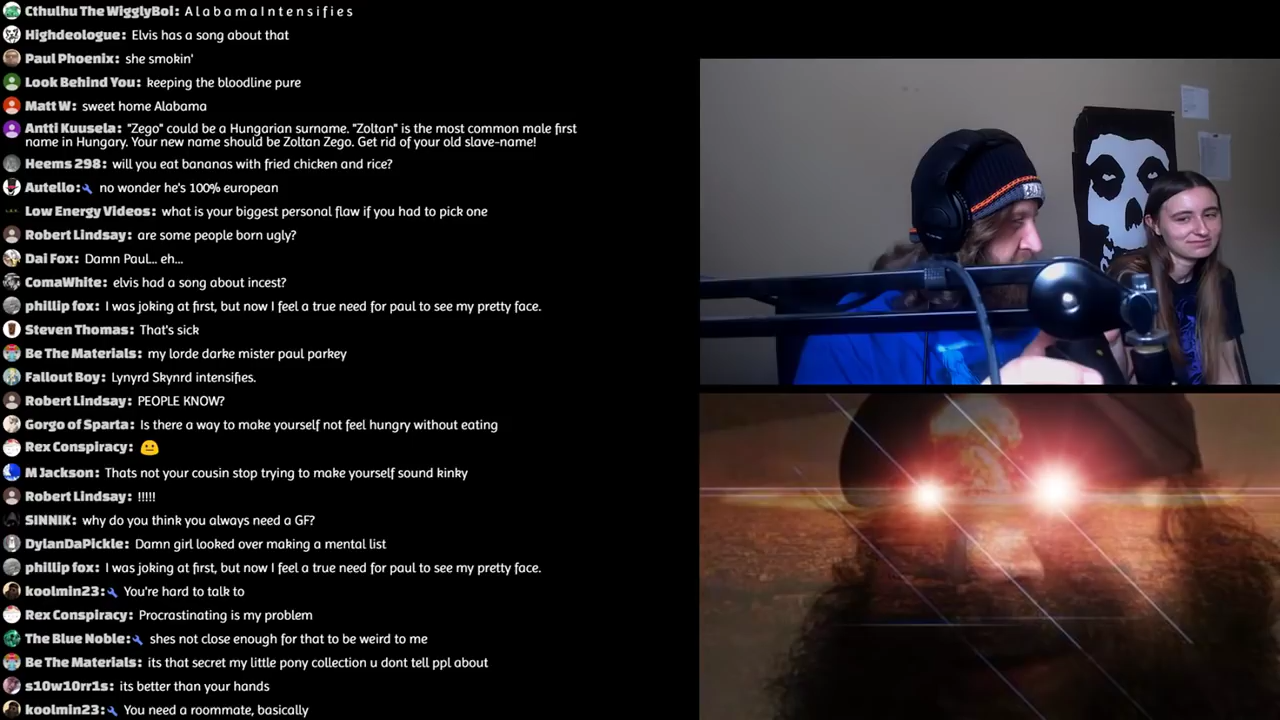 Cthulhu The WigglyBoi: A l a b a m a I n t e n s i f i e s
Highdeologue: Elvis has a song about that
Paul Phoenix: she smokin'
Look Behind You: keeping the bloodline pure
Matt W: sweet home Alabama
Antti Kuusela: "Zego" could be a Hungarian surname. "Zoltan" is the most common male first
name in Hungary. Your new name should be Zoltan Zego. Get rid of your old slave-name!
Heems 298: will you eat bananas with fried chicken and rice?
Autello: no wonder he's 100% european
Low Energy Videos: what is your biggest personal flaw if you had to pick one
Robert Lindsay: are some people born ugly?
Dai Fox: Damn Paul... eh...
ComaWhite: elvis had a song about incest?
phillip fox: I was joking at first, but now I feel a true need for paul to see my pretty face.
Steven Thomas: That's sick
Be The Materials: my lorde darke mister paul parkey
Fallout Boy: Lynyrd Skynrd intensifies.
Robert Lindsay: PEOPLE KNOW?
Gorgo of Sparta: Is there a way to make yourself not feel hungry without eating
Rex Conspiracy: 😐
M Jackson: Thats not your cousin stop trying to make yourself sound kinky
Robert Lindsay: !!!!!
SINNIK: why do you think you always need a GF?
DylanDaPickle: Damn girl looked over making a mental list
phillip fox: I was joking at first, but now I feel a true need for paul to see my pretty face.
koolmin23: You're hard to talk to
Rex Conspiracy: Procrastinating is my problem
The Blue Noble: shes not close enough for that to be weird to me
Be The Materials: its that secret my little pony collection u dont tell ppl about
s10w10rr1s: its better than your hands
koolmin23: You need a roommate, basically